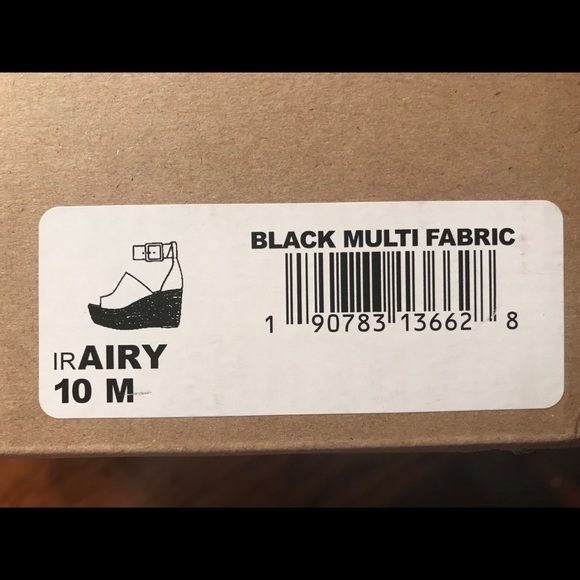 BLACK MULTI FABRIC
1 90783 13662 8
IRAIRY
10 M